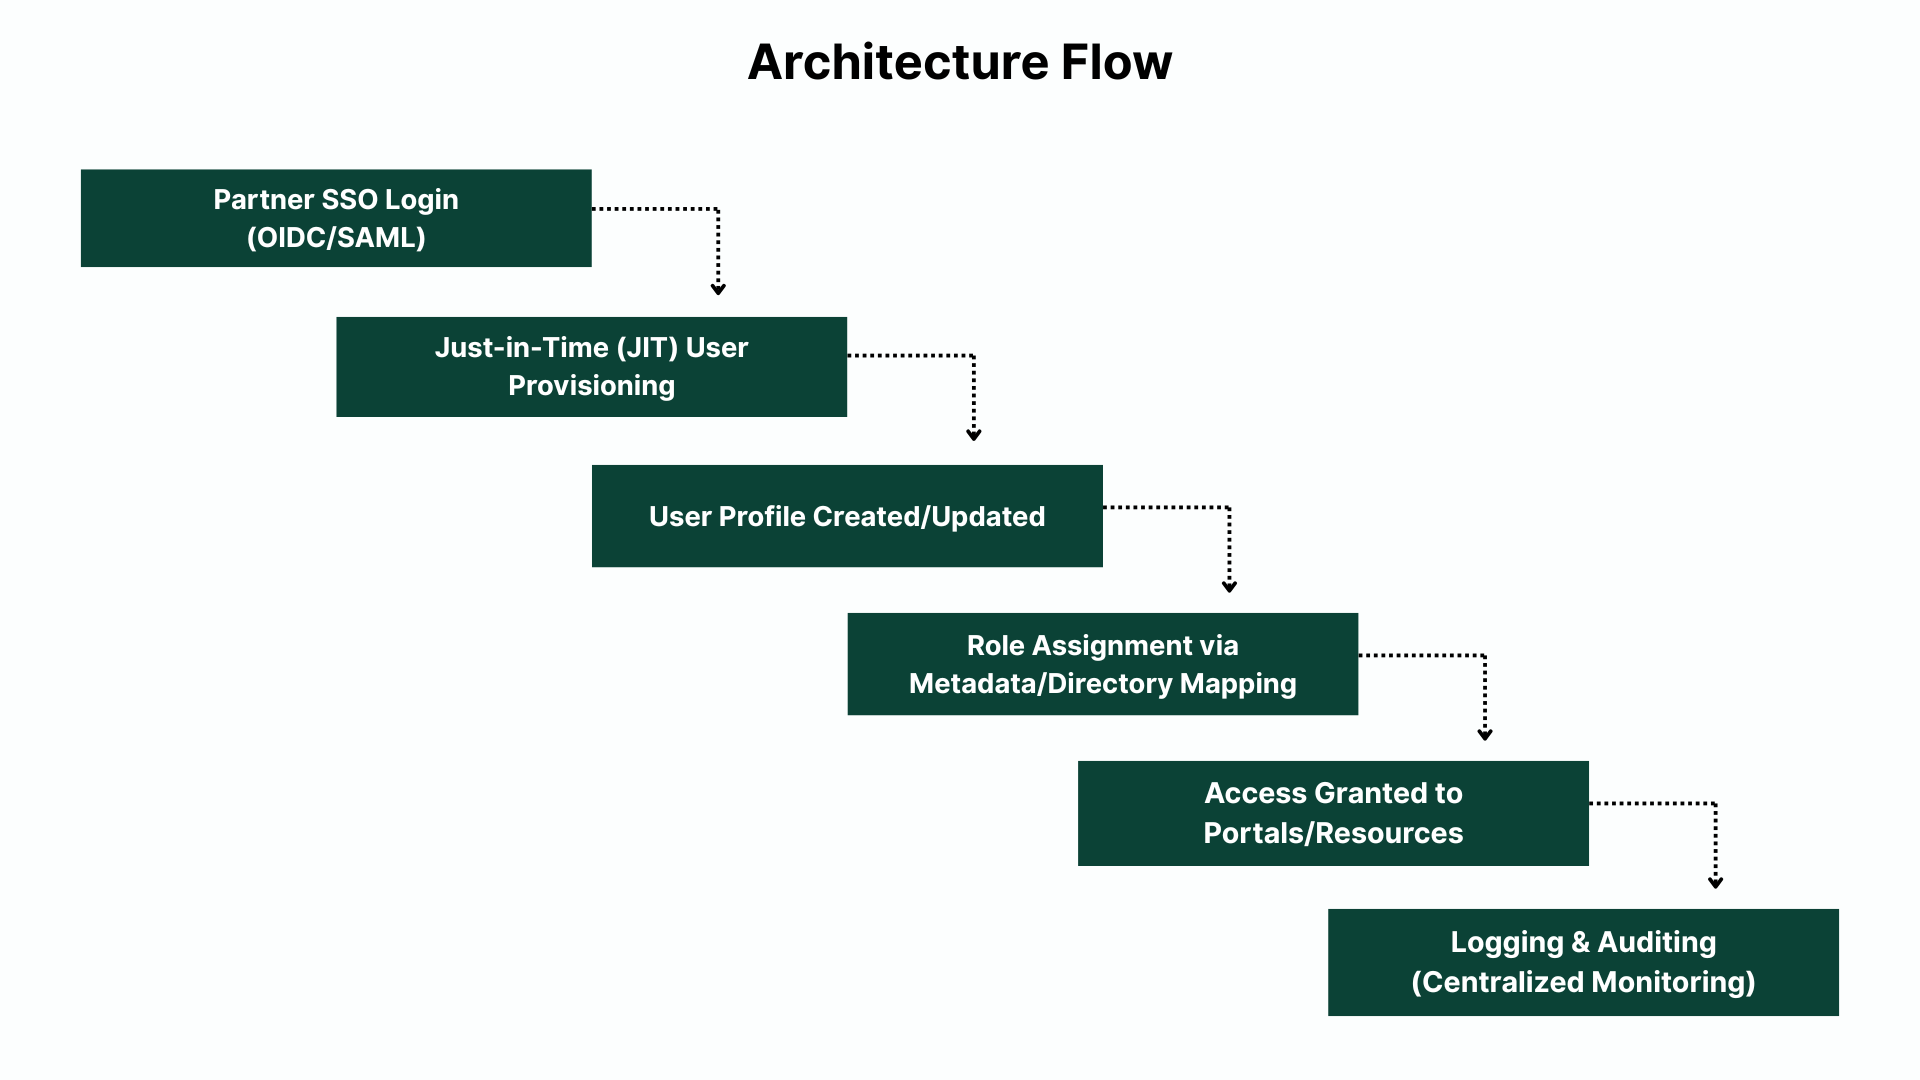 Architecture Flow
Partner SSO Login
(OIDC/SAML)
Just-in-Time (JIT) User
Provisioning
User Profile Created/Updated
Role Assignment via
Metadata/Directory Mapping
Access Granted to
Portals/Resources
Logging & Auditing
(Centralized Monitoring)